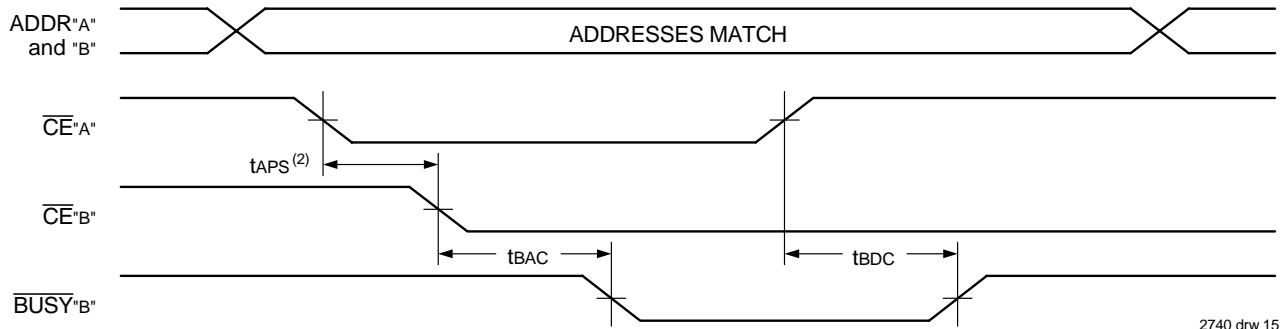 ADDR"A"
and "B"
ADDRESSES MATCH
CE"A"
tAPS(2)
CE"B"
tBAC
tBDC
BUSY"B"
2740 drw 15